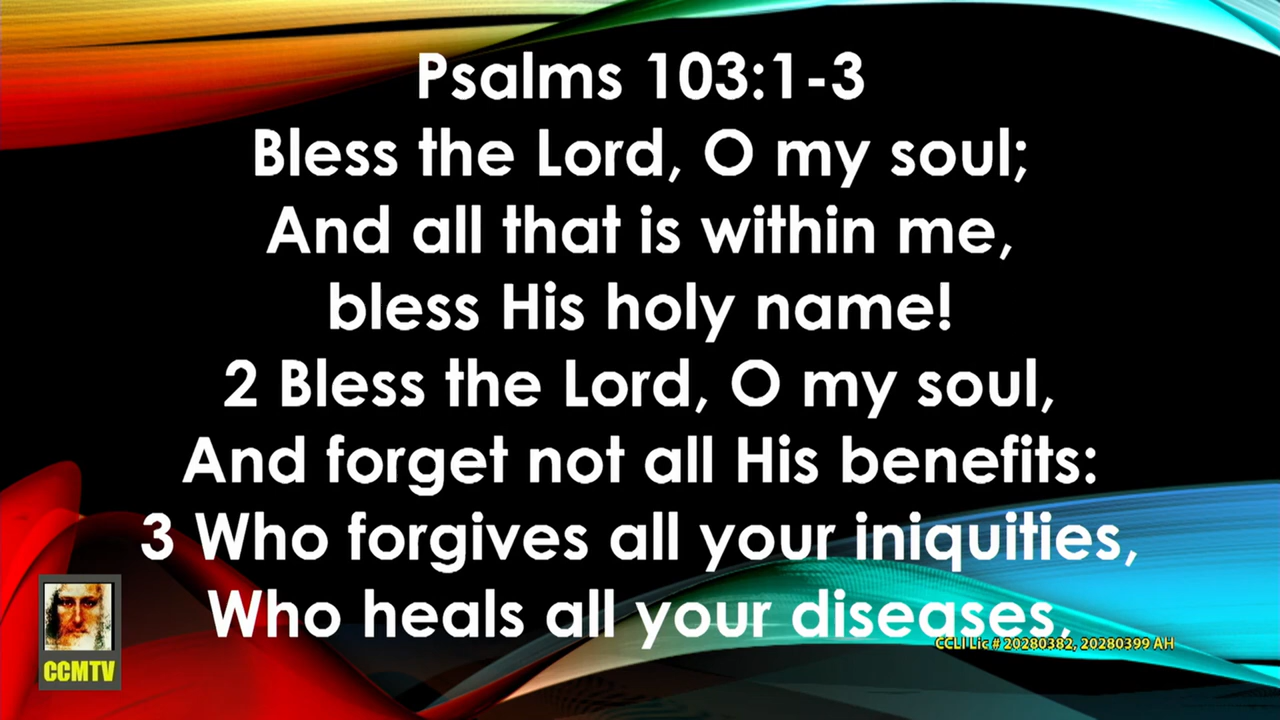 Psalms 103:1-3
Bless the Lord, O my soul;
And all that is within me,
bless His holy name!
2 Bless the Lord, O my soul,
And forget not all His benefits:
3 Who forgives all your iniquities,
Who heals all your diseases,
CCLI Lic # 20280382, 20280399 AH
CCMTV